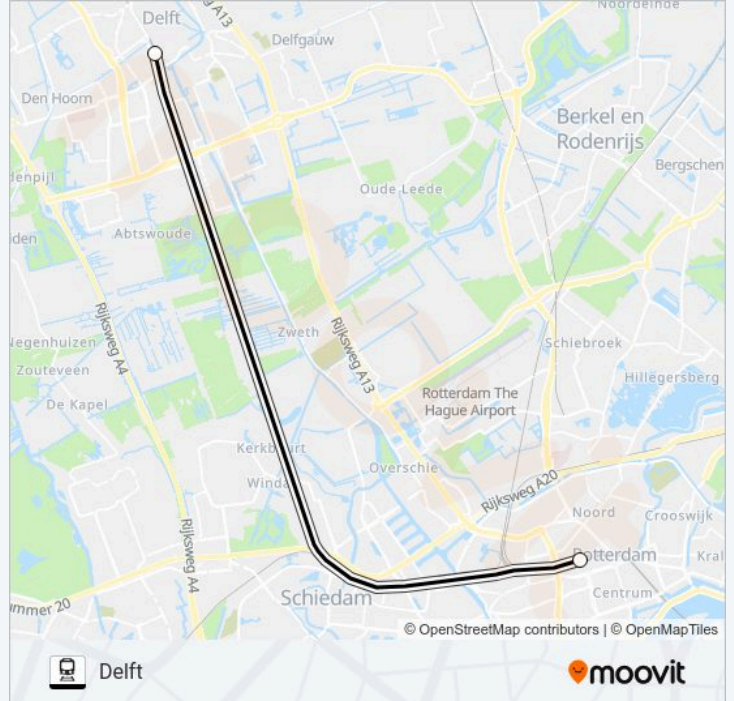 Noordeinde
Delft
A13
Delfgauw
Den Hoorn
Berkel en
Rodenrijs
Bergschen
denpijl
Oude Leede
Abtswoude
den
Rijksweg A4
Rijksweg A13
Zweth
Negenhuizen
Schiebroek
Zouteveen
Hillegersberg
De Kapel
Rotterdam The
Hague Airport
Kerkbuurt
Overschie
Winda
Rijksweg A20
Noord
Crooswijk
Rijksweg A4
Rotterdam
Kral
Schiedam
Centrum
ummer 20
© OpenStreetMap contributors | © OpenMapTiles
Delft
moovit